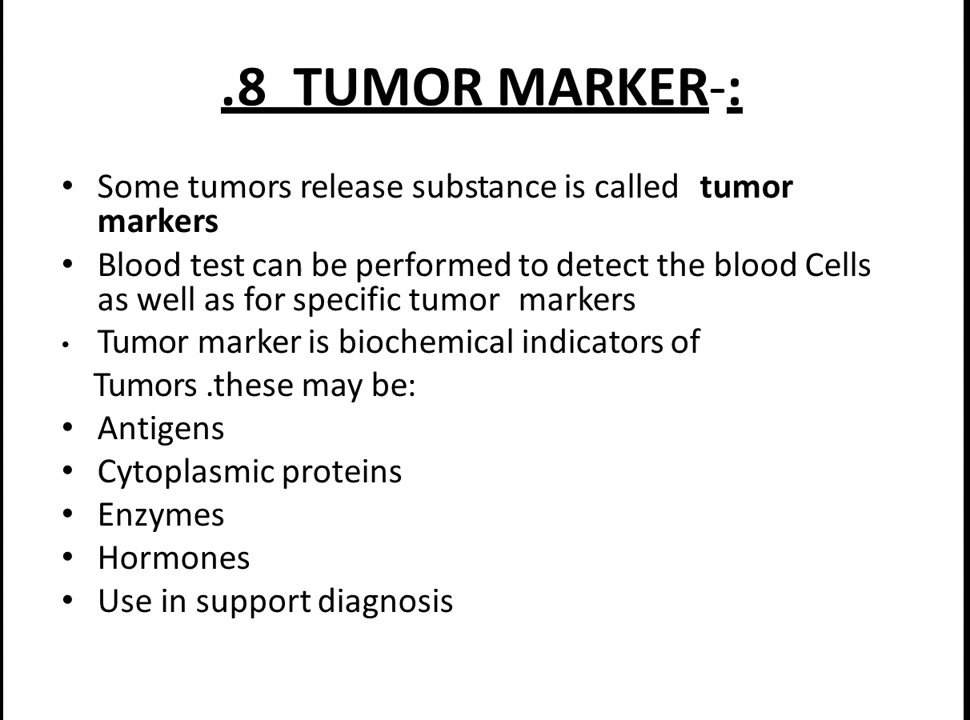 .8 TUMOR MARKER-:
• Some tumors release substance is called tumor
markers
• Blood test can be performed to detect the blood Cells
as well as for specific tumor markers
• Tumor marker is biochemical indicators of
Tumors .these may be:
• Antigens
• Cytoplasmic proteins
• Enzymes
• Hormones
• Use in support diagnosis